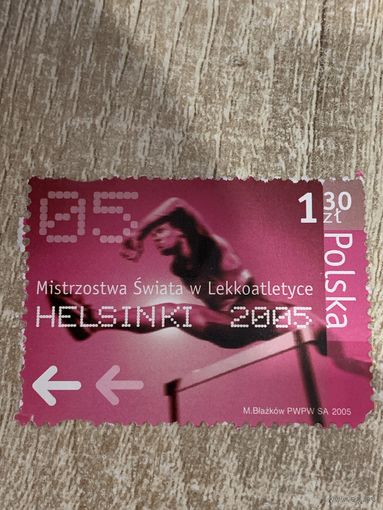 05
1 30
zł
Polska
Mistrzostwa Świata w Lekkoatletyce
HELSINKI 2005
M.Błażków PWPW SA 2005